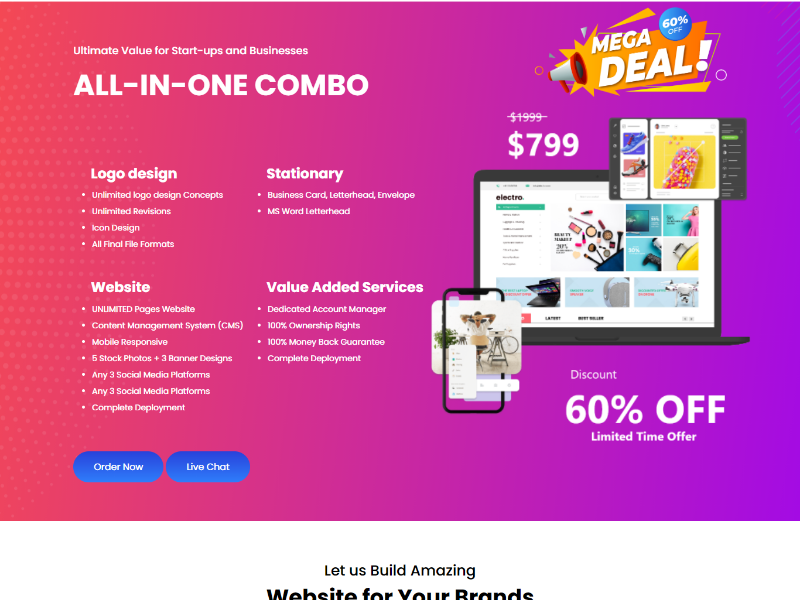 Ultimate Value for Start-ups and Businesses
ALL-IN-ONE COMBO
60%
OFF
MEGA
DEAL!
$1999
$799
Logo design
Unlimited logo design Concepts
Unlimited Revisions
Icon Design
All Final File Formats
Stationary
Business Card, Letterhead, Envelope
MS Word Letterhead
electro.
BEAUTY
MAKEUP
20%
Website
UNLIMITED Pages Website
Content Management System (CMS)
Mobile Responsive
5 Stock Photos + 3 Banner Designs
Any 3 Social Media Platforms
Any 3 Social Media Platforms
Complete Deployment
Value Added Services
Dedicated Account Manager
100% Ownership Rights
100% Money Back Guarantee
Complete Deployment
LATEST
BEST SELLER
Discount
60% OFF
Limited Time Offer
Order Now
Live Chat
Let us Build Amazing
Website for Your Brands